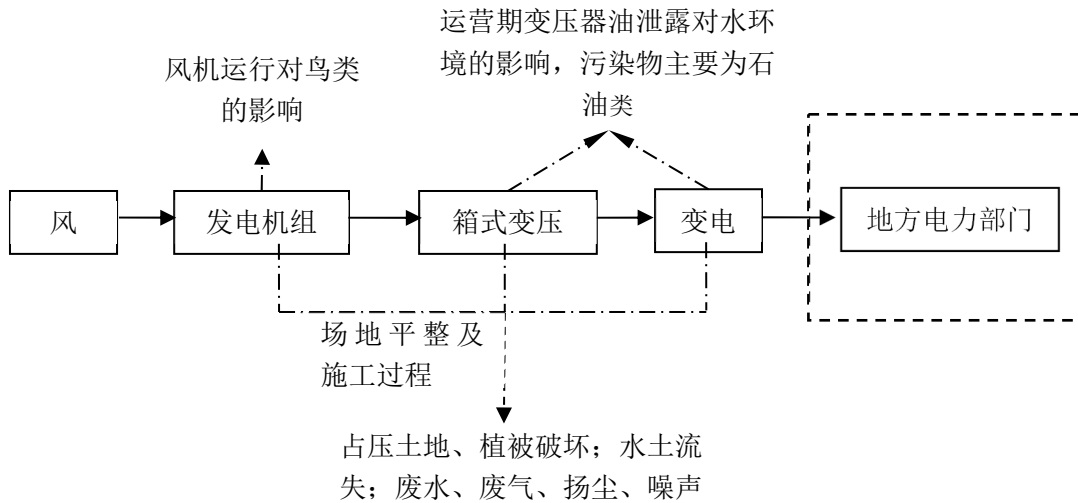 运营期变压器油泄露对水环
境的影响，污染物主要为石
油类
风机运行对鸟类
的影响
风
发电机组
箱式变压
变电
地方电力部门
场地平整及
施工过程
占压土地、植被破坏；水土流
失；废水、废气、扬尘、噪声